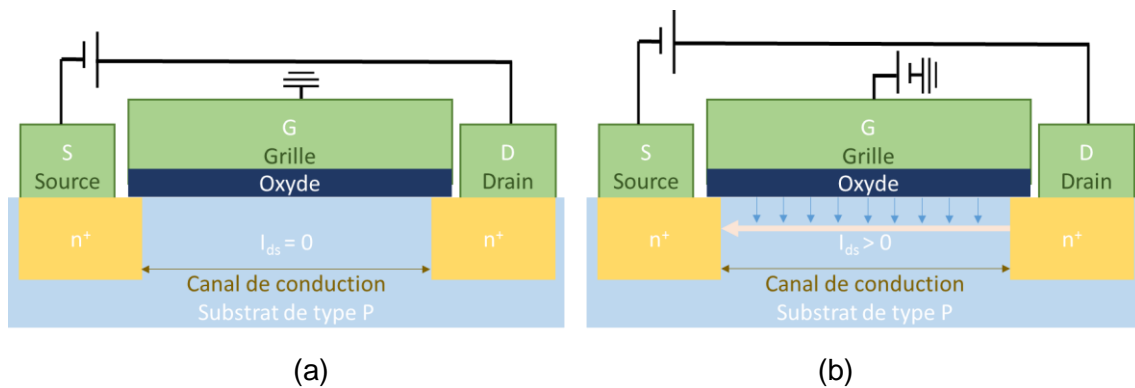 G
Grille
Oxyde
S
Source
D
Drain
n⁺
I_ds = 0
n⁺
Canal de conduction
Substrat de type P
(a)
G
Grille
Oxyde
S
Source
D
Drain
n⁺
I_ds > 0
n⁺
Canal de conduction
Substrat de type P
(b)